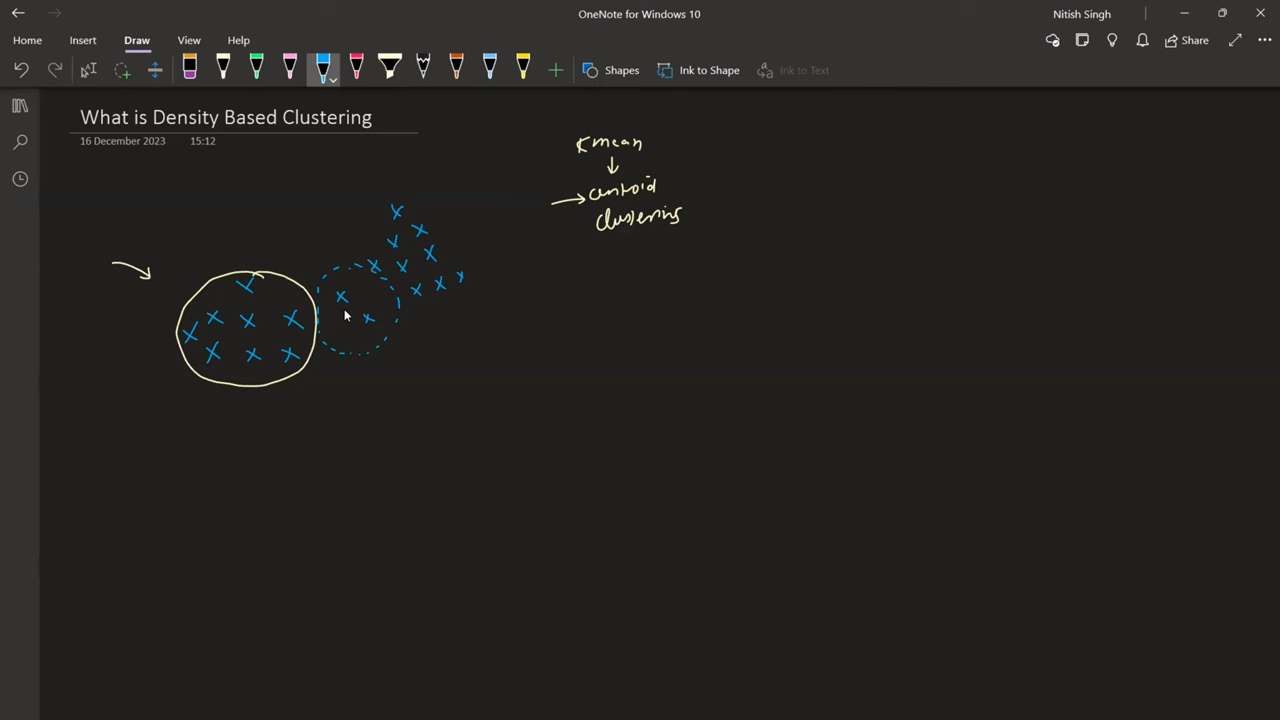 OneNote for Windows 10
Nitish Singh
Home Insert Draw View Help
Share
Shapes
Ink to Shape
Ink to Text
What is Density Based Clustering
16 December 2023 15:12
Kmean
centroid
clustering